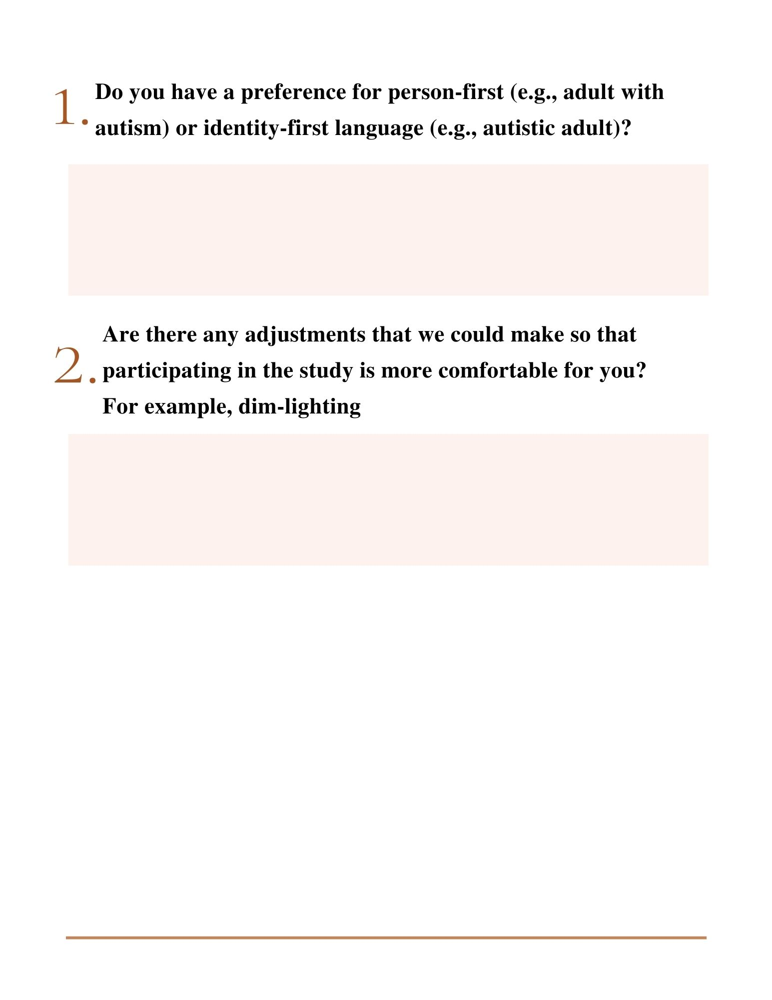 1. Do you have a preference for person-first (e.g., adult with
autism) or identity-first language (e.g., autistic adult)?
Are there any adjustments that we could make so that
2. participating in the study is more comfortable for you?
For example, dim-lighting